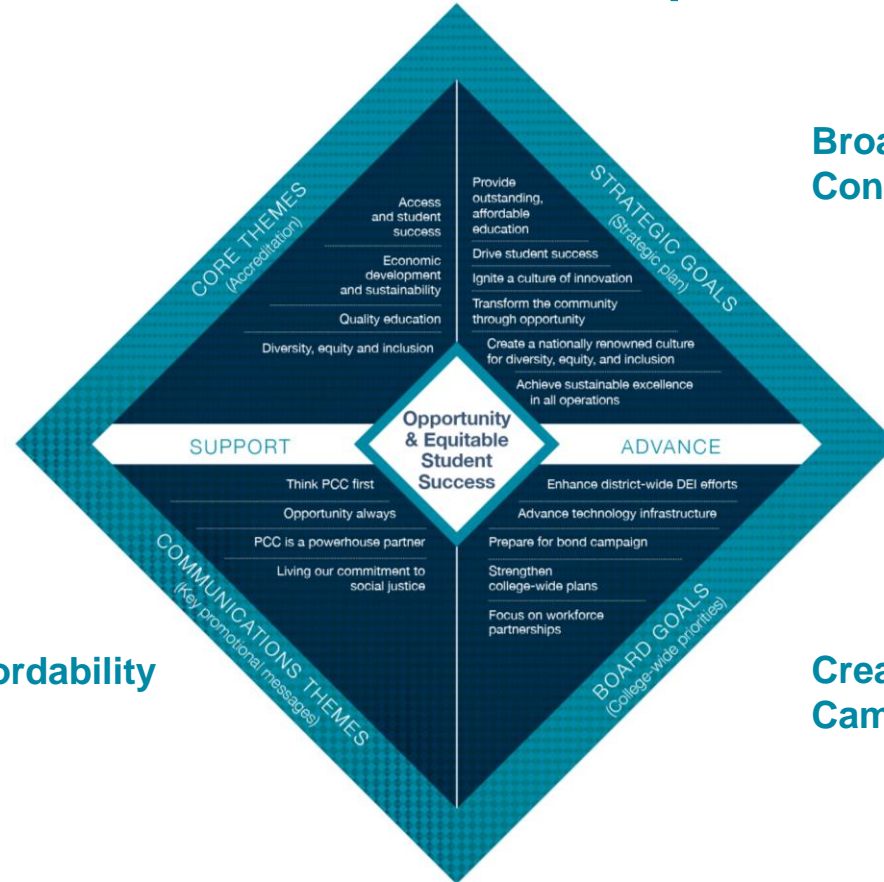 Broa
Con
CORE THEMES
(Accreditation)
Access
and student
success
Economic
development
and sustainability
Quality education
Diversity, equity and inclusion
STRATEGIC GOALS
(Strategic plan)
Provide
outstanding,
affordable
education
Drive student success
Ignite a culture of innovation
Transform the community
through opportunity
Create a nationally renowned culture
for diversity, equity, and inclusion
Achieve sustainable excellence
in all operations
SUPPORT
Opportunity
& Equitable
Student
Success
ADVANCE
Think PCC first
Opportunity always
PCC is a powerhouse partner
Living our commitment to
social justice
COMMUNICATIONS THEMES
(Key promotional messages)
Enhance district-wide DEI efforts
Advance technology infrastructure
Prepare for bond campaign
Strengthen
college-wide plans
Focus on workforce
partnerships
BOARD GOALS
(College-wide priorities)
ordability
Crea
Cam